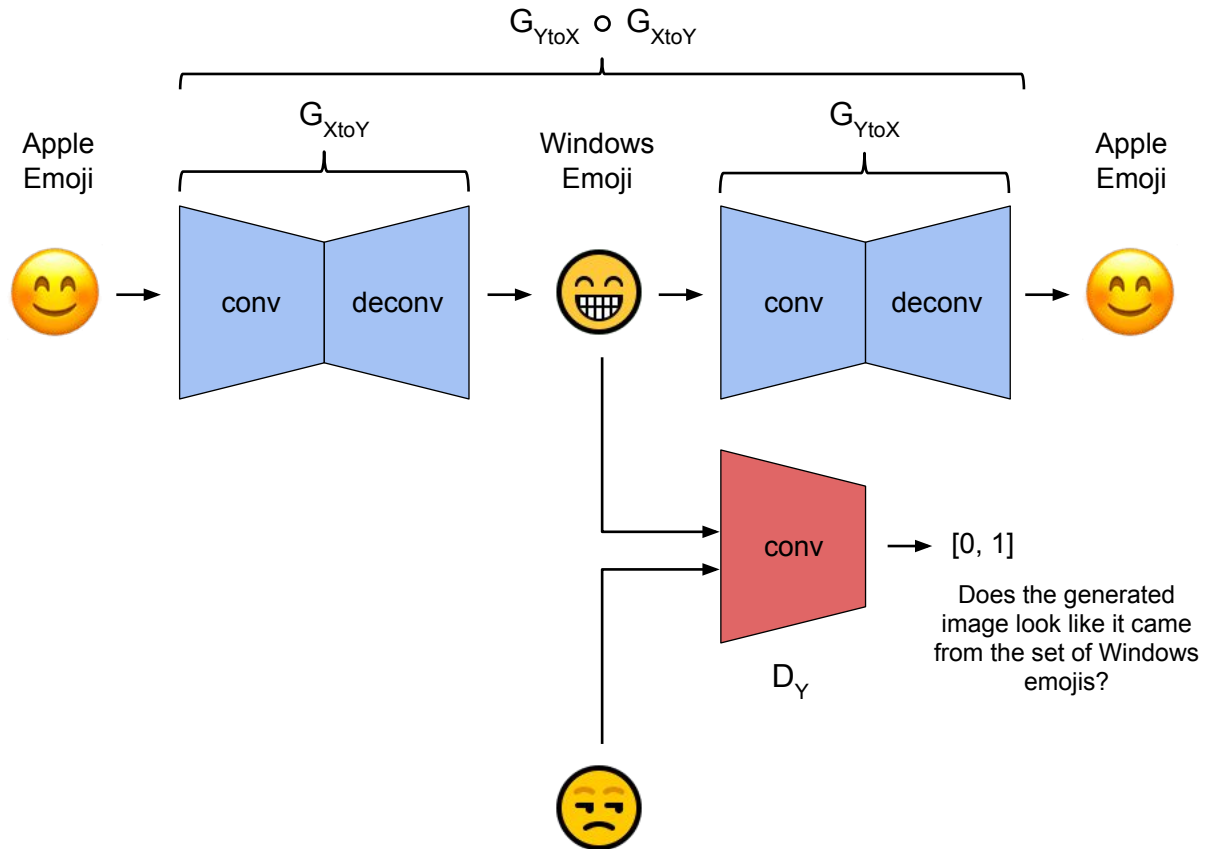 G_YtoX ∘ G_XtoY
G_XtoY
G_YtoX
Apple
Emoji
Windows
Emoji
Apple
Emoji
conv
deconv
conv
deconv
conv
[0, 1]
Does the generated
image look like it came
from the set of Windows
emojis?
D_Y